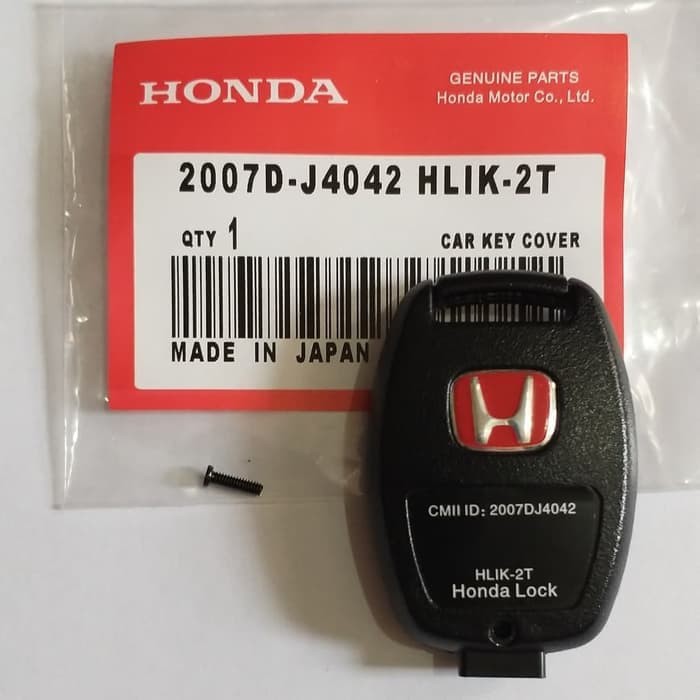 HONDA
GENUINE PARTS
Honda Motor Co., Ltd.
2007D-J4042 HLIK-2T
QTY 1
CAR KEY COVER
MADE IN JAPAN
CMII ID: 2007DJ4042
HLIK-2T
Honda Lock